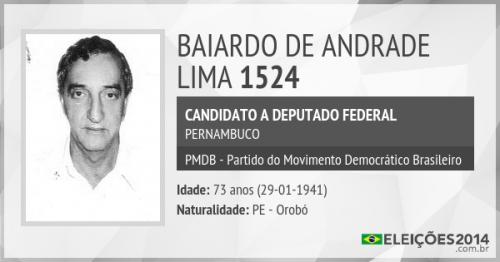 BAIARDO DE ANDRADE
LIMA 1524
CANDIDATO A DEPUTADO FEDERAL
PERNAMBUCO
PMDB - Partido do Movimento Democrático Brasileiro
Idade: 73 anos (29-01-1941)
Naturalidade: PE - Orobó
ELEIÇÕES2014
.com.br